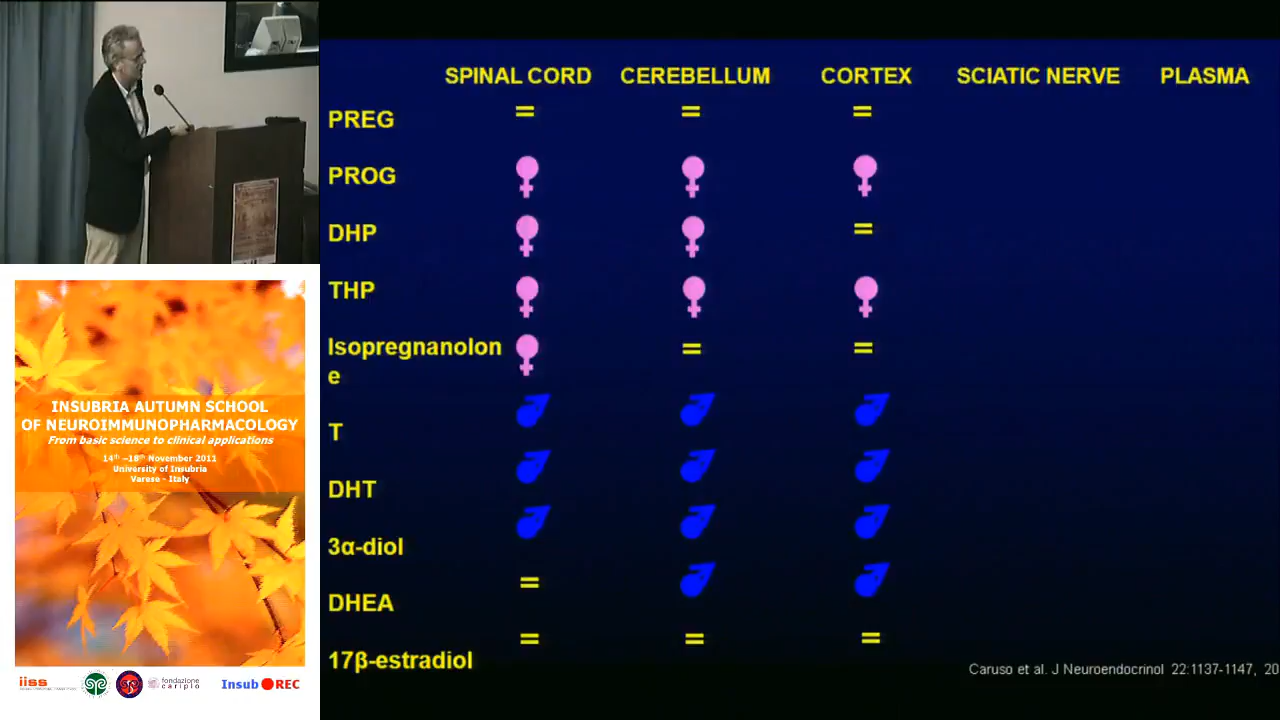 SPINAL CORD CEREBELLUM CORTEX SCIATIC NERVE PLASMA
PREG = = =
PROG
DHP =
THP
Isopregnanolon = =
e
T
DHT
3α-diol
DHEA =
17β-estradiol = = =
Caruso et al. J Neuroendocrinol 22:1137-1147, 20
INSUBRIA AUTUMN SCHOOL
OF NEUROIMMUNOPHARMACOLOGY
From basic science to clinical applications
14th –18th November 2011
University of Insubria
Varese - Italy
iiss
fondazione
cariplo
Insub REC